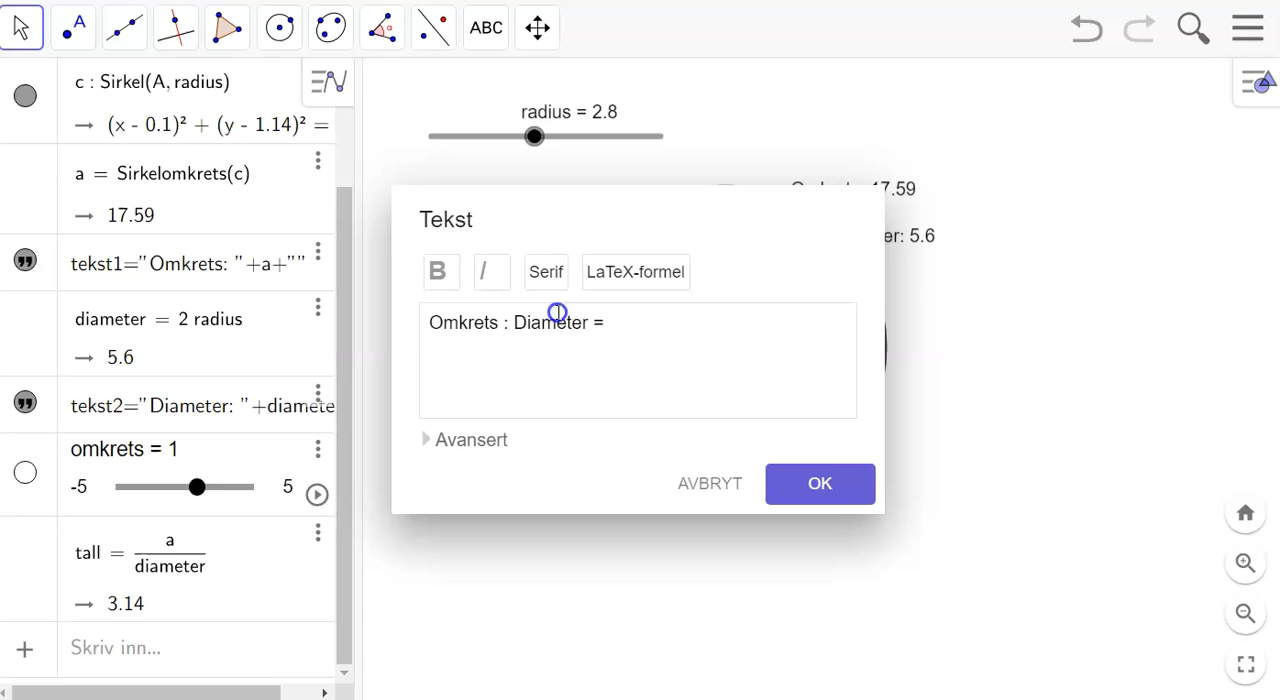 A
α
ABC
c : Sirkel(A, radius)
→ (x - 0.1)² + (y - 1.14)² =
a = Sirkelomkrets(c)
→ 17.59
tekst1="Omkrets: "+a+""
diameter = 2 radius
→ 5.6
tekst2="Diameter: "+diamete
omkrets = 1
-5
5
tall = a
diameter
→ 3.14
+ Skriv inn...
radius = 2.8
17.59
er: 5.6
Tekst
B I Serif LaTeX-formel
Omkrets : Diameter =
Avansert
AVBRYT OK